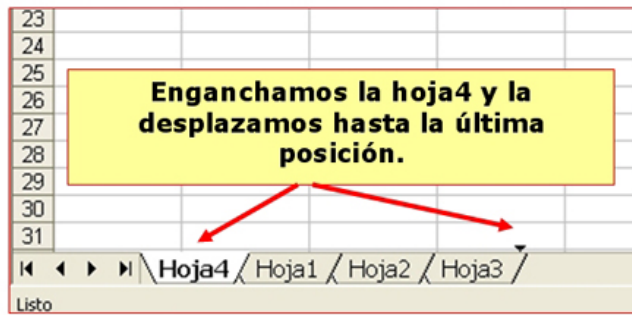 23
24
25
26
27
28
29
30
31
Enganchamos la hoja4 y la
desplazamos hasta la última
posición.
Hoja4 Hoja1 Hoja2 Hoja3
Listo